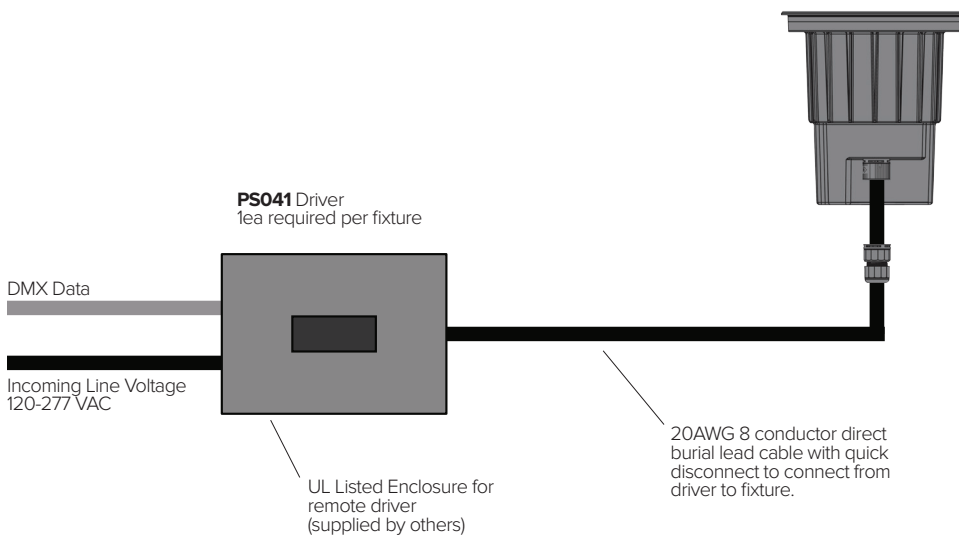 PS041 Driver
1ea required per fixture
DMX Data
Incoming Line Voltage
120-277 VAC
UL Listed Enclosure for
remote driver
(supplied by others)
20AWG 8 conductor direct
burial lead cable with quick
disconnect to connect from
driver to fixture.